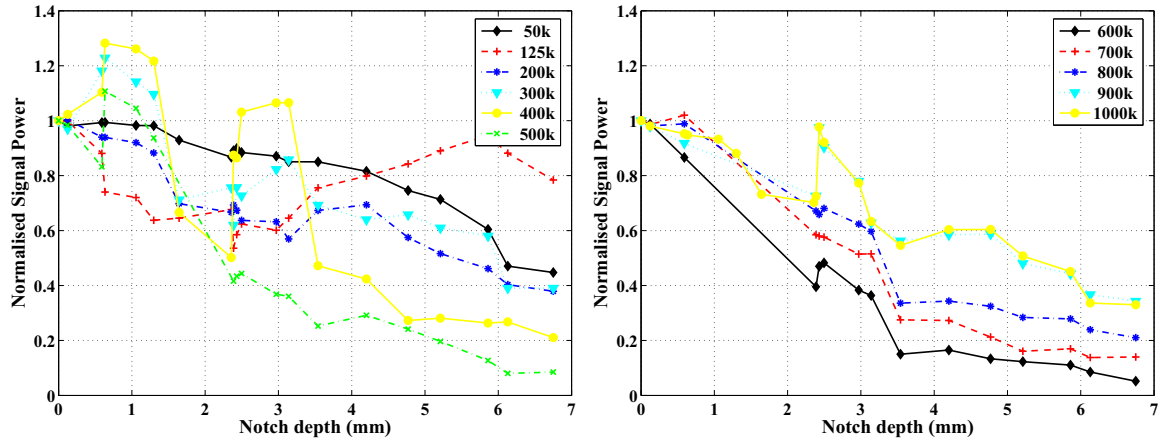 1.4
1.2
1
0.8
0.6
0.4
0.2
0
0 1 2 3 4 5 6 7
Normalised Signal Power
Notch depth (mm)
50k
125k
200k
300k
400k
500k
1.4
1.2
1
0.8
0.6
0.4
0.2
0
0 1 2 3 4 5 6 7
Normalised Signal Power
Notch depth (mm)
600k
700k
800k
900k
1000k